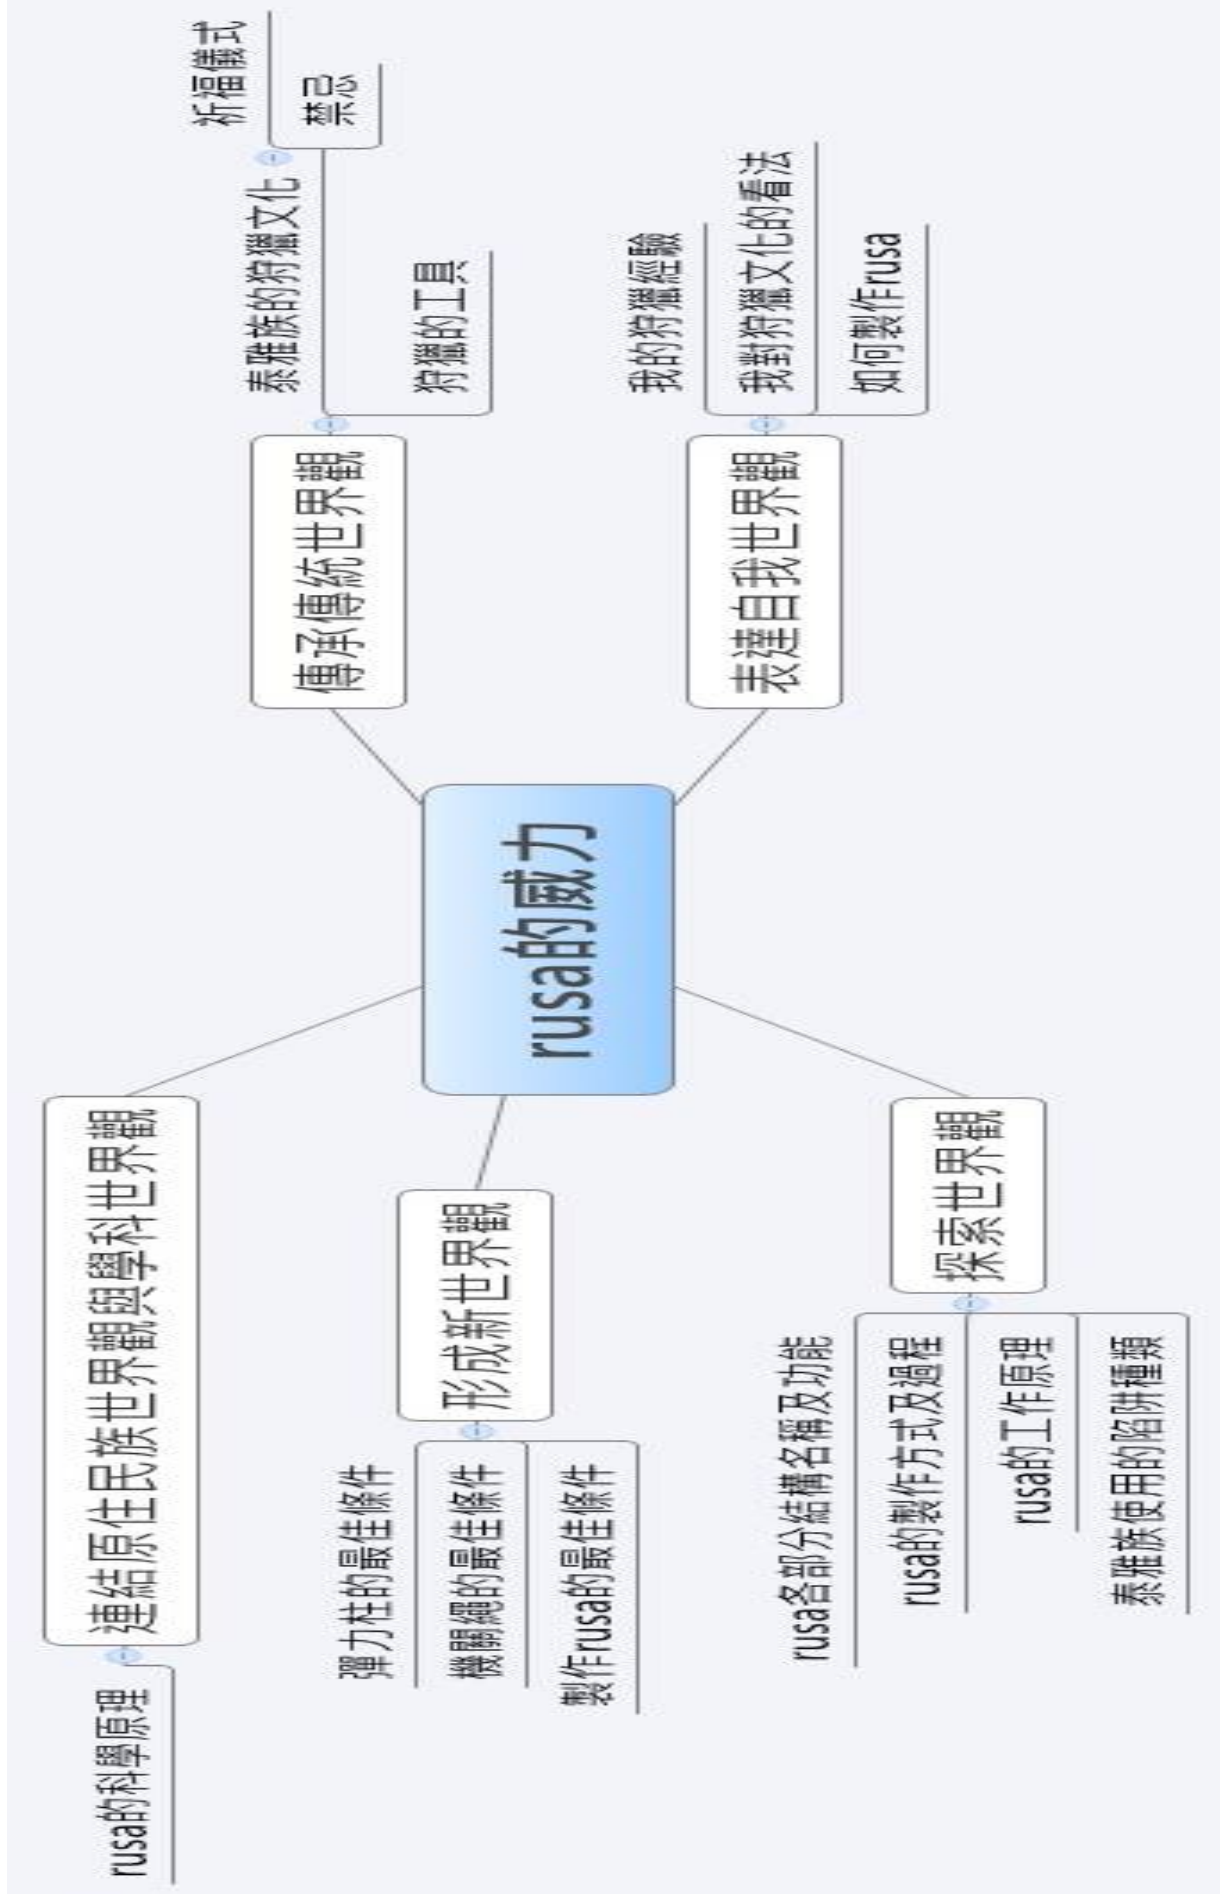 rusa的威力
傳承傳統世界觀
泰雅族的狩獵文化
祈福儀式
禁忌
狩獵的工具
表達自我世界觀
我的狩獵經驗
我對狩獵文化的看法
如何製作rusa
連結原住民族世界觀與學科世界觀
rusa的科學原理
形成新世界觀
彈力柱的最佳條件
機關繩的最佳條件
製作rusa的最佳條件
探索世界觀
rusa各部分結構名稱及功能
rusa的製作方式及過程
rusa的工作原理
泰雅族使用的陷阱種類